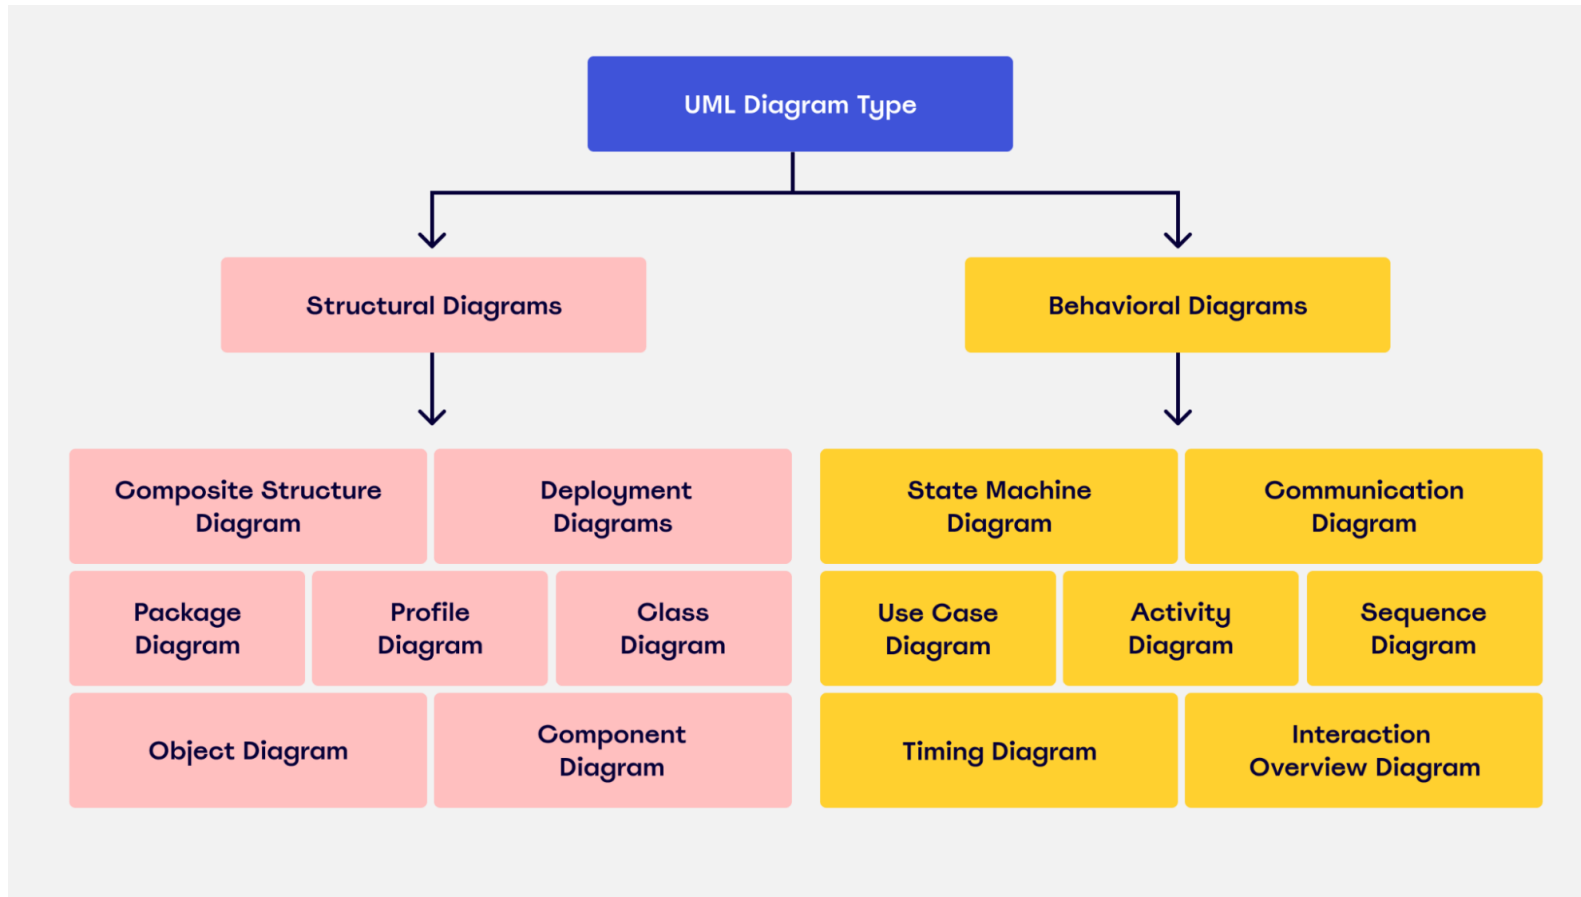 UML Diagram Type
Structural Diagrams
Behavioral Diagrams
Composite Structure
Diagram
Deployment
Diagrams
Package
Diagram
Profile
Diagram
Class
Diagram
Object Diagram
Component
Diagram
State Machine
Diagram
Communication
Diagram
Use Case
Diagram
Activity
Diagram
Sequence
Diagram
Timing Diagram
Interaction
Overview Diagram